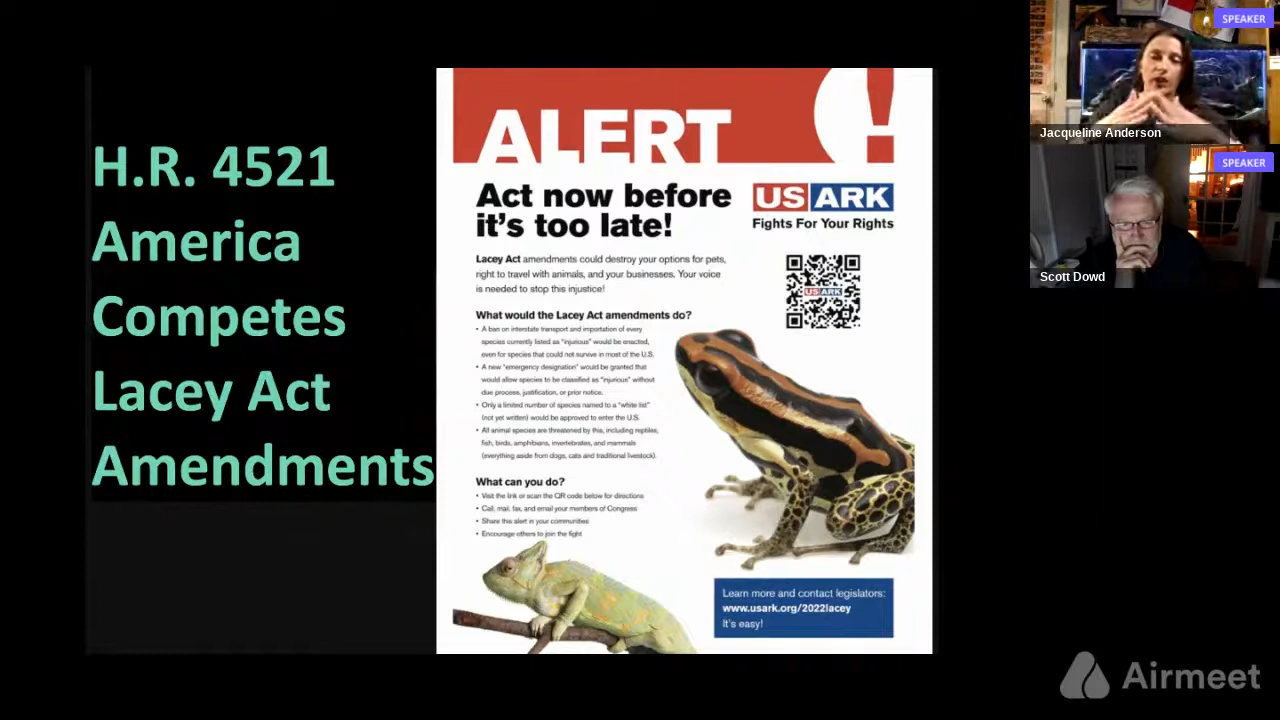 H.R. 4521
America
Competes
Lacey Act
Amendments
ALERT!
Act now before
it's too late!
US ARK
Fights For Your Rights
Lacey Act amendments could destroy your options for pets,
right to travel with animals, and your businesses. Your voice
is needed to stop this injustice!
US ARK
What would the Lacey Act amendments do?
• A ban on interstate transport and importation of every
species currently listed as "injurious" would be enacted,
even for species that could not survive in most of the U.S.
• A new "emergency designation" would be granted that
would allow species to be classified as "injurious" without
due process, justification, or prior notice.
• Only a limited number of species named to a "white list"
(not yet written) would be approved to enter the U.S.
• All animal species are threatened by this, including reptiles,
fish, birds, amphibians, invertebrates, and mammals
(everything aside from dogs, cats and traditional livestock).
What can you do?
• Visit the link or scan the QR code below for directions
• Call, mail, fax, and email your members of Congress
• Share this alert in your communities
• Encourage others to join the fight
Learn more and contact legislators:
www.usark.org/2022lacey
It's easy!
SPEAKER
Jacqueline Anderson
SPEAKER
Scott Dowd
Airmeet